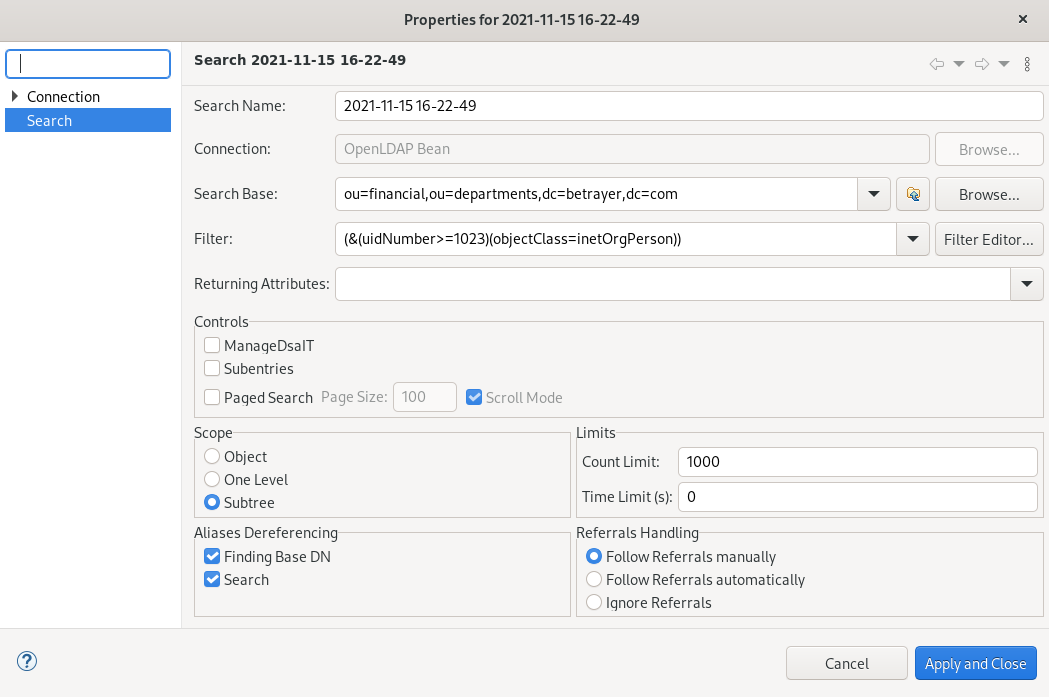 Properties for 2021-11-15 16-22-49
Search 2021-11-15 16-22-49
Connection
Search
Search Name: 2021-11-15 16-22-49
Connection: OpenLDAP Bean Browse...
Search Base: ou=financial,ou=departments,dc=betrayer,dc=com Browse...
Filter: (&(uidNumber>=1023)(objectClass=inetOrgPerson)) Filter Editor...
Returning Attributes:
Controls
ManageDsaIT
Subentries
Paged Search Page Size: 100 Scroll Mode
Scope
Object
One Level
Subtree
Limits
Count Limit: 1000
Time Limit (s): 0
Aliases Dereferencing
Finding Base DN
Search
Referrals Handling
Follow Referrals manually
Follow Referrals automatically
Ignore Referrals
Cancel Apply and Close